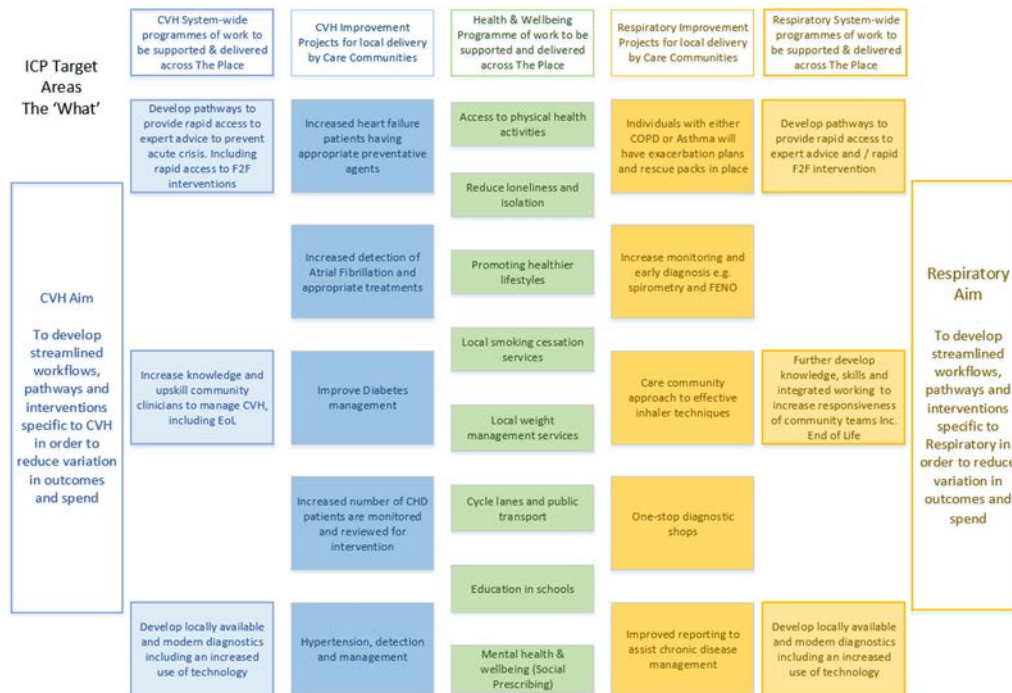 ICP Target
Areas
The ‘What’
CVH System-wide
programmes of work to
be supported & delivered
across The Place
CVH Improvement
Projects for local delivery
by Care Communities
Health & Wellbeing
Programme of work to be
supported and delivered
across The Place
Respiratory Improvement
Projects for local delivery
by Care Communities
Respiratory System-wide
programmes of work to
be supported & delivered
across The Place
CVH Aim
To develop
streamlined
workflows,
pathways and
interventions
specific to CVH
in order to
reduce variation
in outcomes
and spend
Develop pathways to
provide rapid access to
expert advice to prevent
acute crisis. Including
rapid access to F2F
interventions
Increase knowledge and
upskill community
clinicians to manage CVH,
including EoL
Develop locally available
and modern diagnostics
including an increased
use of technology
Increased heart failure
patients having
appropriate preventative
agents
Increased detection of
Atrial Fibrillation and
appropriate treatments
Improve Diabetes
management
Increased number of CHD
patients are monitored
and reviewed for
intervention
Hypertension, detection
and management
Access to physical health
activities
Reduce loneliness and
isolation
Promoting healthier
lifestyles
Local smoking cessation
services
Local weight
management services
Cycle lanes and public
transport
Education in schools
Mental health &
wellbeing (Social
Prescribing)
Individuals with either
COPD or Asthma will
have exacerbation plans
and rescue packs in place
Increase monitoring and
early diagnosis e.g.
spirometry and FENO
Care community
approach to effective
inhaler techniques
One-stop diagnostic
shops
Improved reporting to
assist chronic disease
management
Develop pathways to
provide rapid access to
expert advice and / rapid
F2F intervention
Further develop
knowledge, skills and
integrated working to
increase responsiveness
of community teams Inc.
End of Life
Develop locally available
and modern diagnostics
including an increased
use of technology
Respiratory
Aim
To develop
streamlined
workflows,
pathways and
interventions
specific to
Respiratory in
order to reduce
variation in
outcomes and
spend